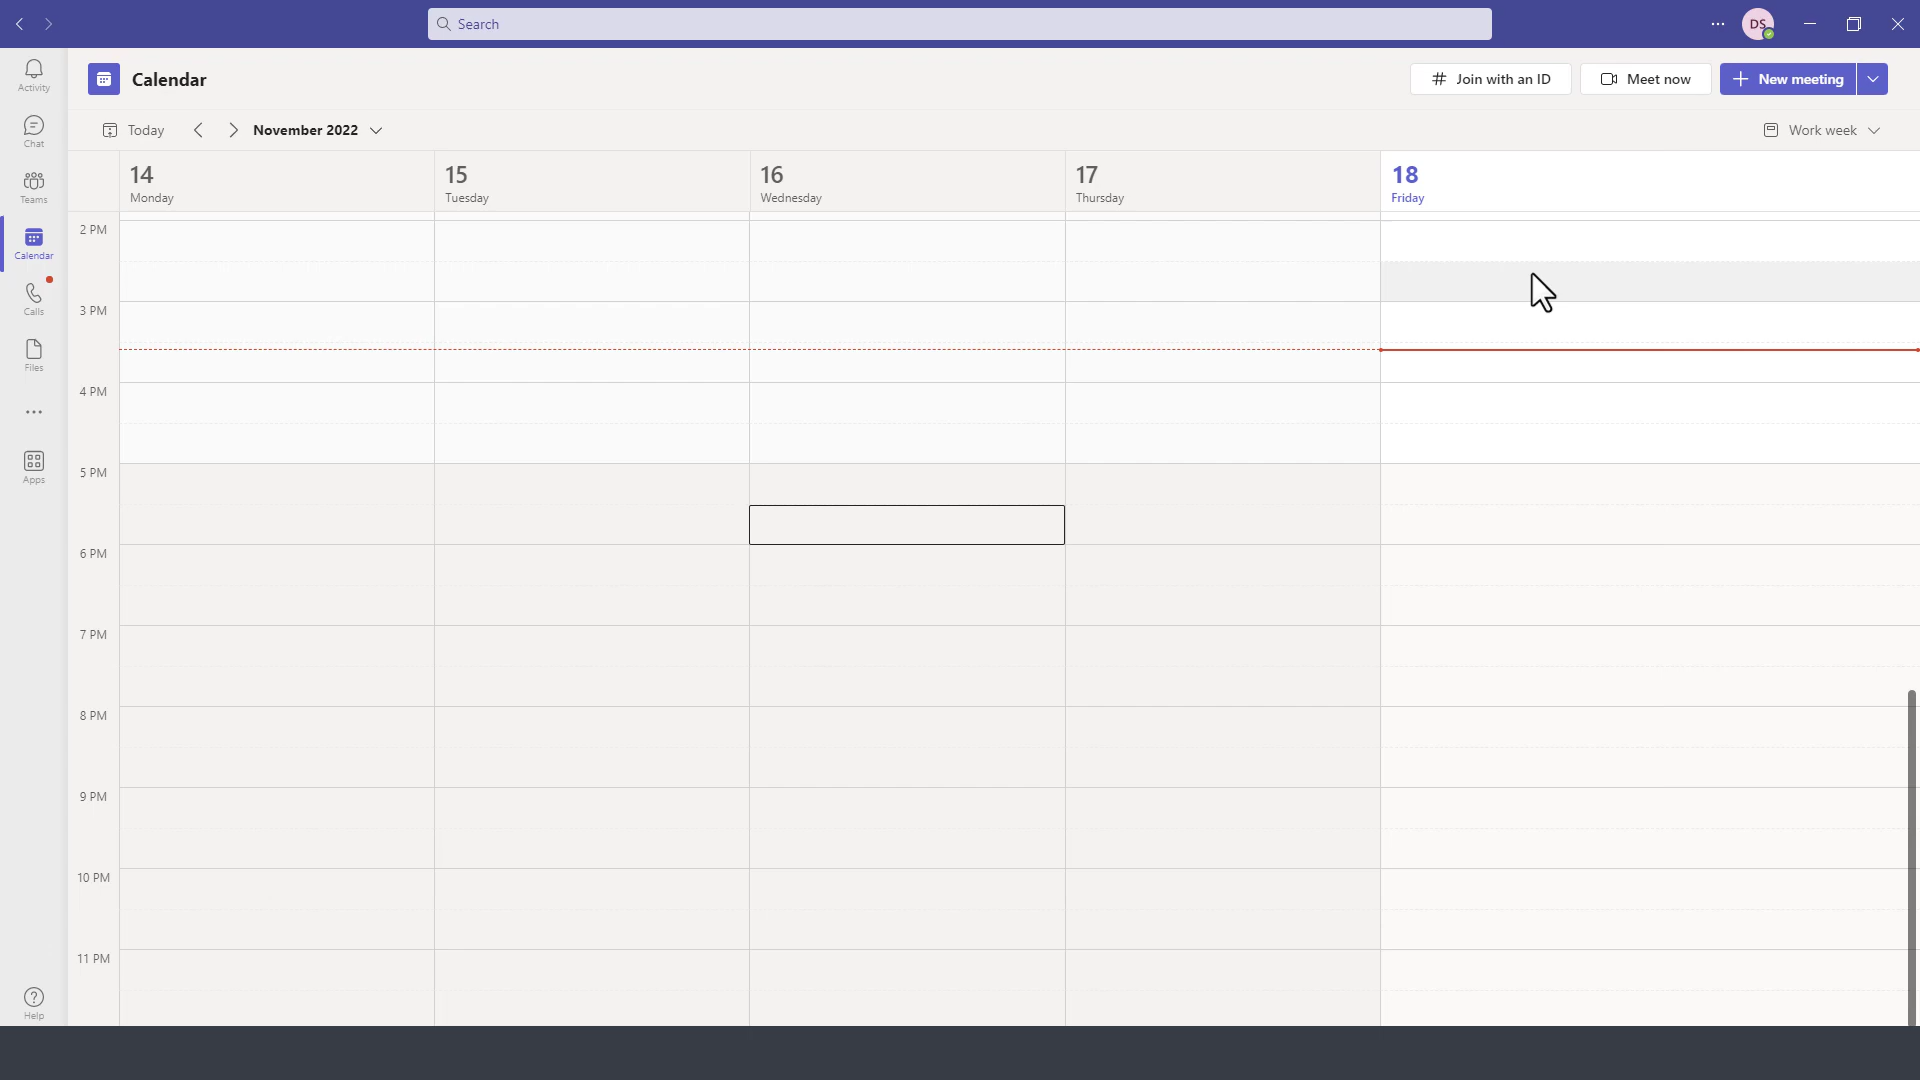 Search
DS
Activity
Chat
Teams
Calendar
Calls
Files
Apps
Help
Calendar
# Join with an ID
Meet now
+ New meeting
Today
November 2022
Work week
14
Monday
15
Tuesday
16
Wednesday
17
Thursday
18
Friday
2 PM
3 PM
4 PM
5 PM
6 PM
7 PM
8 PM
9 PM
10 PM
11 PM